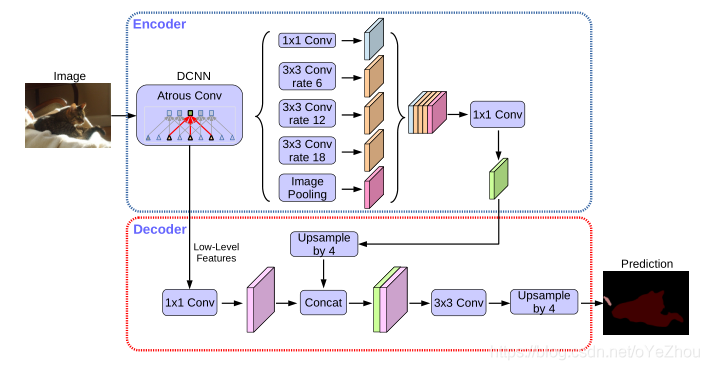 Encoder
Image
DCNN
Atrous Conv
1x1 Conv
3x3 Conv
rate 6
3x3 Conv
rate 12
3x3 Conv
rate 18
Image
Pooling
1x1 Conv
Decoder
Low-Level
Features
Upsample
by 4
1x1 Conv
Concat
3x3 Conv
Upsample
by 4
Prediction
https://blog.csdn.net/oYeZhou